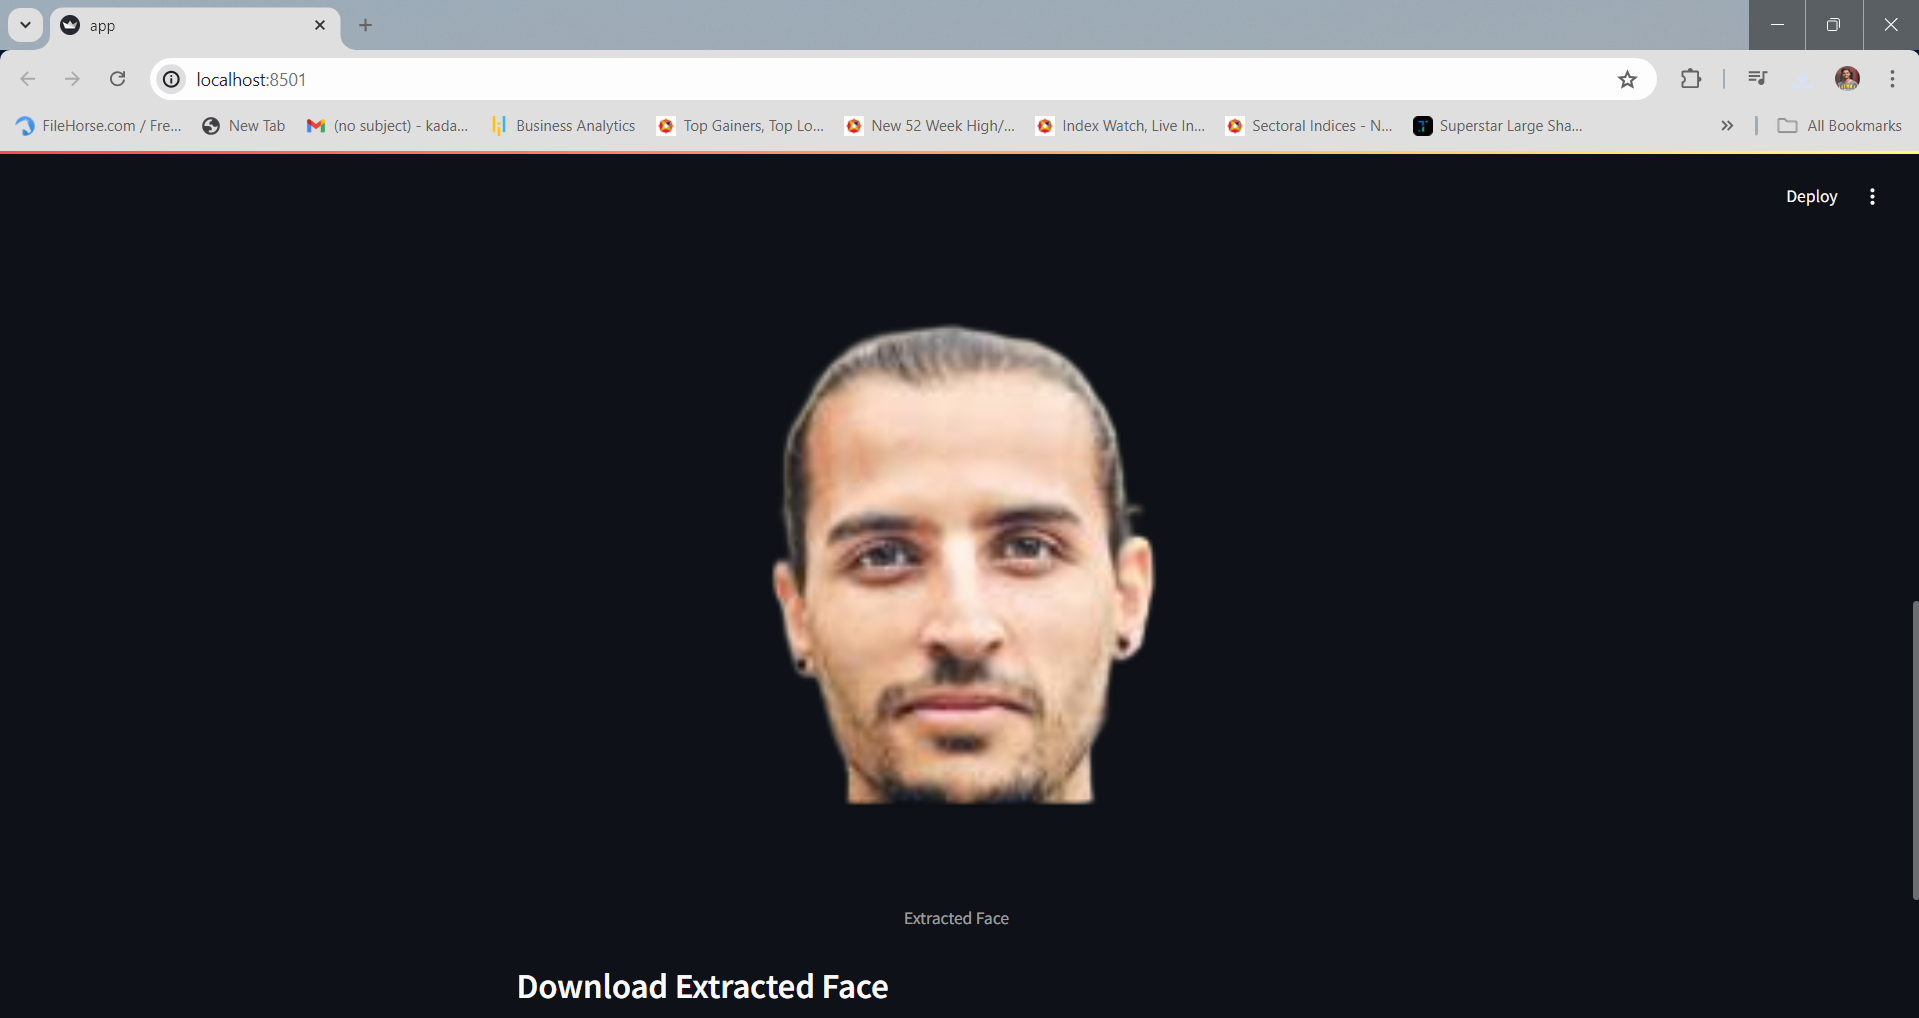 app
localhost:8501
FileHorse.com / Fre...
New Tab
(no subject) - kada...
Business Analytics
Top Gainers, Top Lo...
New 52 Week High/...
Index Watch, Live In...
Sectoral Indices - N...
Superstar Large Sha...
All Bookmarks
Deploy
Extracted Face
Download Extracted Face